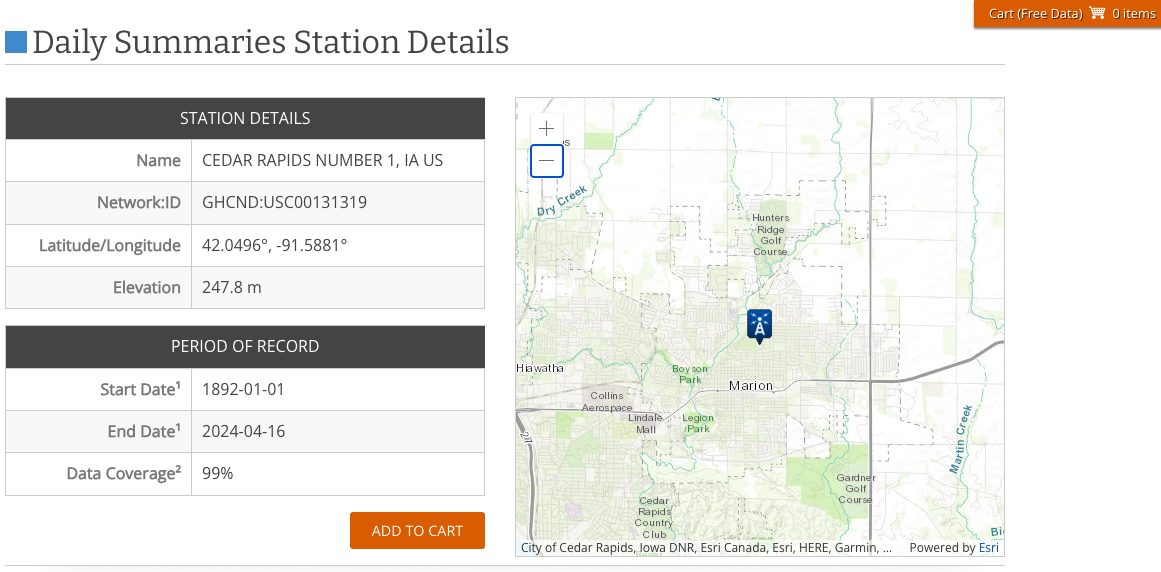 Cart (Free Data) 0 items
Daily Summaries Station Details
STATION DETAILS
Name CEDAR RAPIDS NUMBER 1, IA US
Network:ID GHCND:USC00131319
Latitude/Longitude 42.0496°, -91.5881°
Elevation 247.8 m
PERIOD OF RECORD
Start Date¹ 1892-01-01
End Date¹ 2024-04-16
Data Coverage² 99%
ADD TO CART
Dry Creek
Hunters
Ridge
Golf
Course
Hiawatha
Boyson
Park
Marion
Collins
Aerospace
Lindale
Mall
Legion
Park
Martin Creek
Gardner
Golf
Course
Cedar
Rapids
Country
Club
City of Cedar Rapids, Iowa DNR, Esri Canada, Esri, HERE, Garmin, ... Powered by Esri